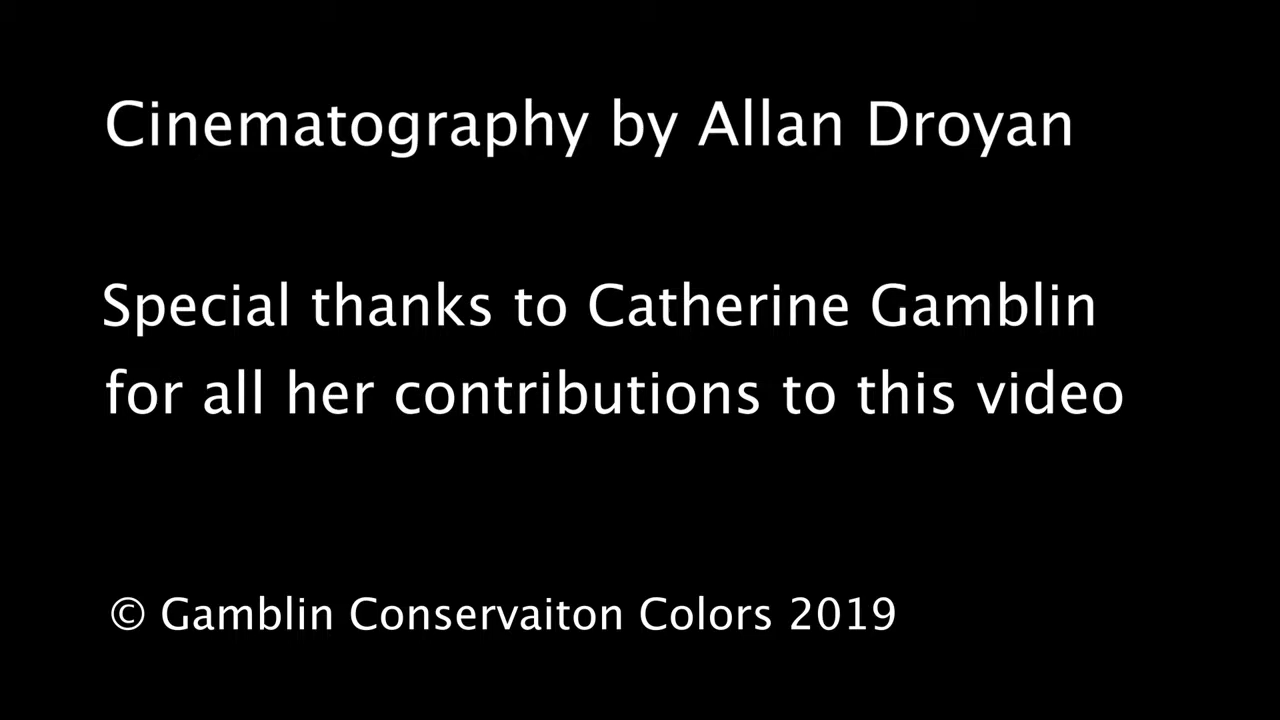 Cinematography by Allan Droyan
Special thanks to Catherine Gamblin
for all her contributions to this video
© Gamblin Conservaiton Colors 2019